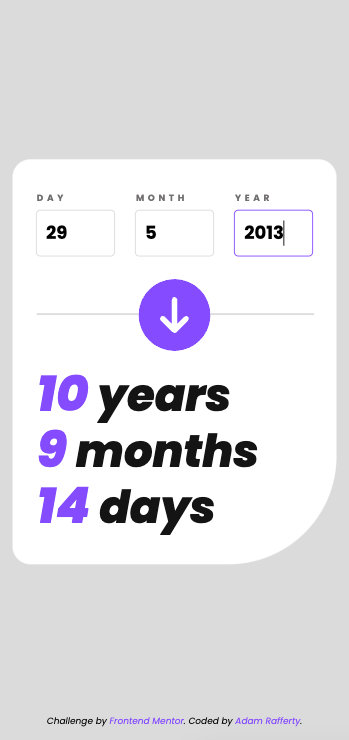 DAY MONTH YEAR
29 5 2013
10 years
9 months
14 days
Challenge by Frontend Mentor. Coded by Adam Rafferty.